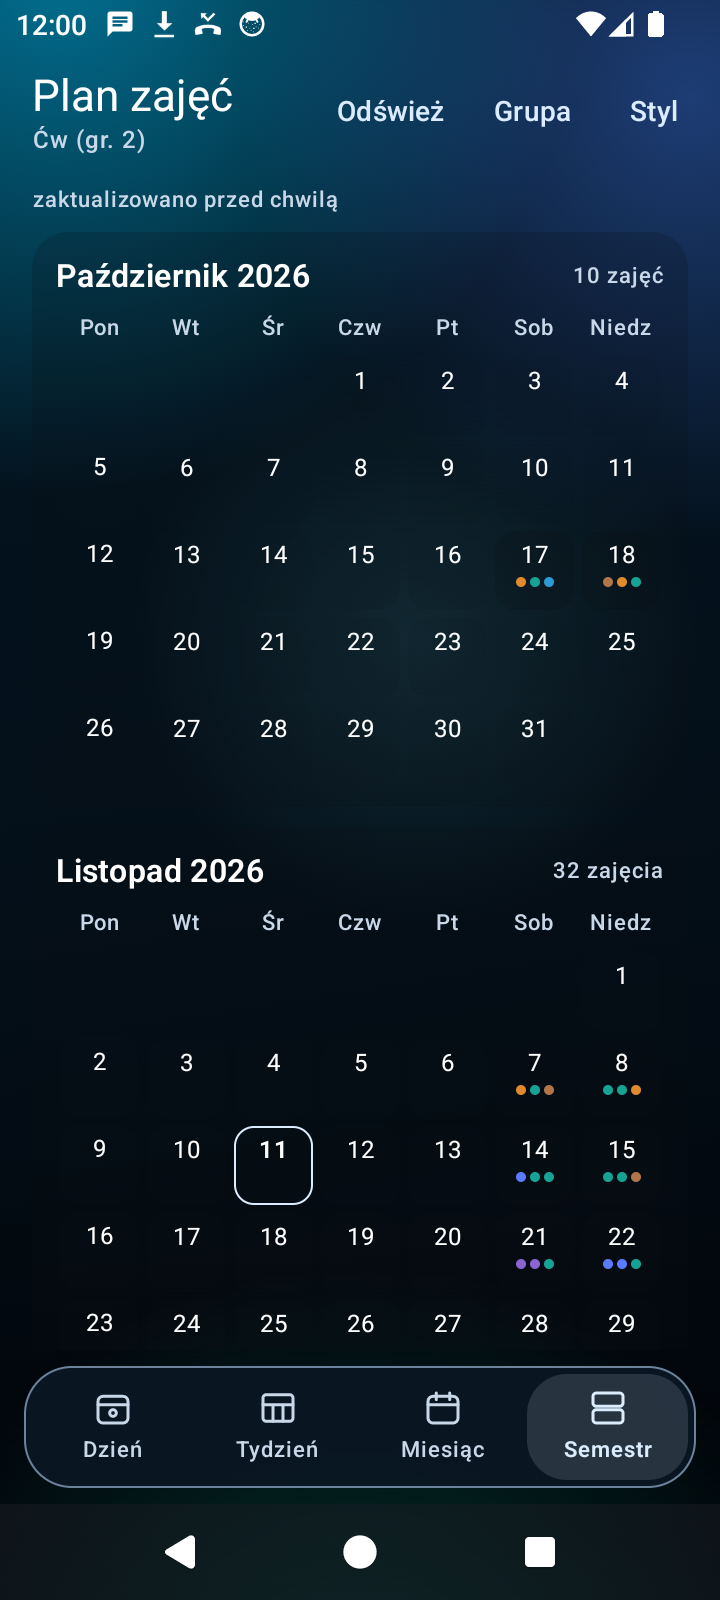 12:00
Plan zajęć
Ćw (gr. 2)
Odśwież Grupa Styl
zaktualizowano przed chwilą
Październik 2026 10 zajęć
Pon Wt Śr Czw Pt Sob Niedz
1 2 3 4
5 6 7 8 9 10 11
12 13 14 15 16 17 18
19 20 21 22 23 24 25
26 27 28 29 30 31
Listopad 2026 32 zajęcia
Pon Wt Śr Czw Pt Sob Niedz
1
2 3 4 5 6 7 8
9 10 11 12 13 14 15
16 17 18 19 20 21 22
23 24 25 26 27 28 29
Dzień Tydzień Miesiąc Semestr